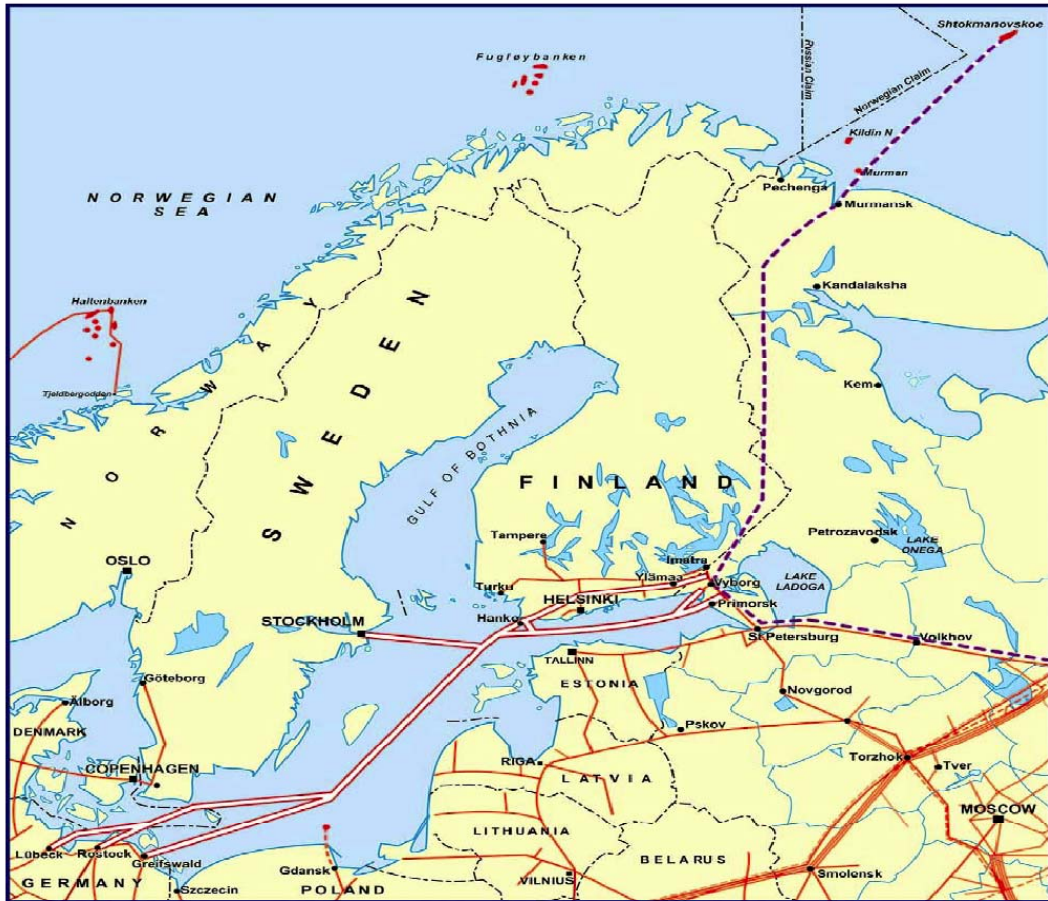 Shtokmanovskoe
Fugløybanken
Russian Claim
Norwegian Claim
Kildin N
Murman
Pechenga
Murmansk
NORWEGIAN
SEA
Kandalaksha
Haltenbanken
Tjeldbergodden
NORWAY
SWEDEN
Kem
GULF OF BOTHNIA
FINLAND
Tampere
Petrozavodsk
LAKE
ONEGA
OSLO
Imatra
Ylämaa
Vyborg
LAKE
LADOGA
Turku
HELSINKI
Primorsk
Hanko
STOCKHOLM
St Petersburg
Volkhov
TALLINN
ESTONIA
Göteborg
Novgorod
Ålborg
Pskov
DENMARK
Torzhok
Tver
COPENHAGEN
RIGA
LATVIA
MOSCOW
LITHUANIA
Lübeck
Rostock
Greifswald
BELARUS
Gdansk
Smolensk
GERMANY
Szczecin
POLAND
VILNIUS